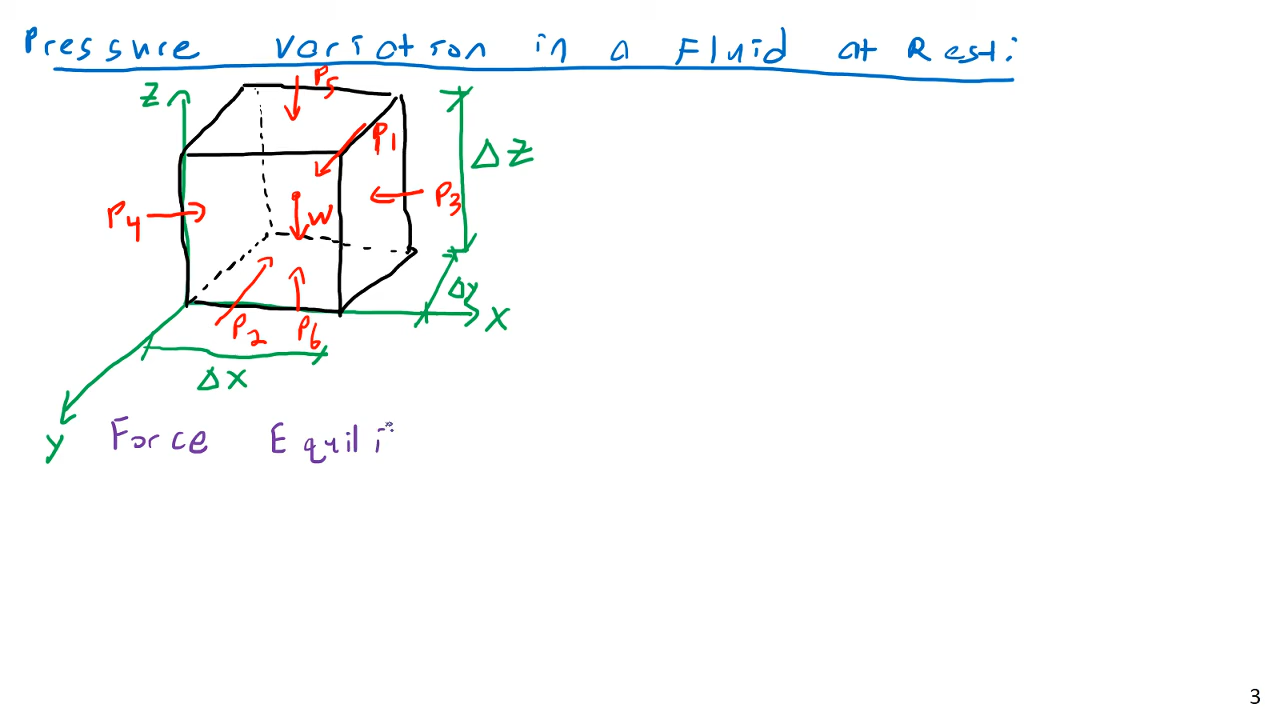 Pressure Variation in a Fluid at Rest:
Z
P5
P1
ΔZ
P3
P4
W
Δy
X
P2
P6
ΔX
y
Force Equili
3